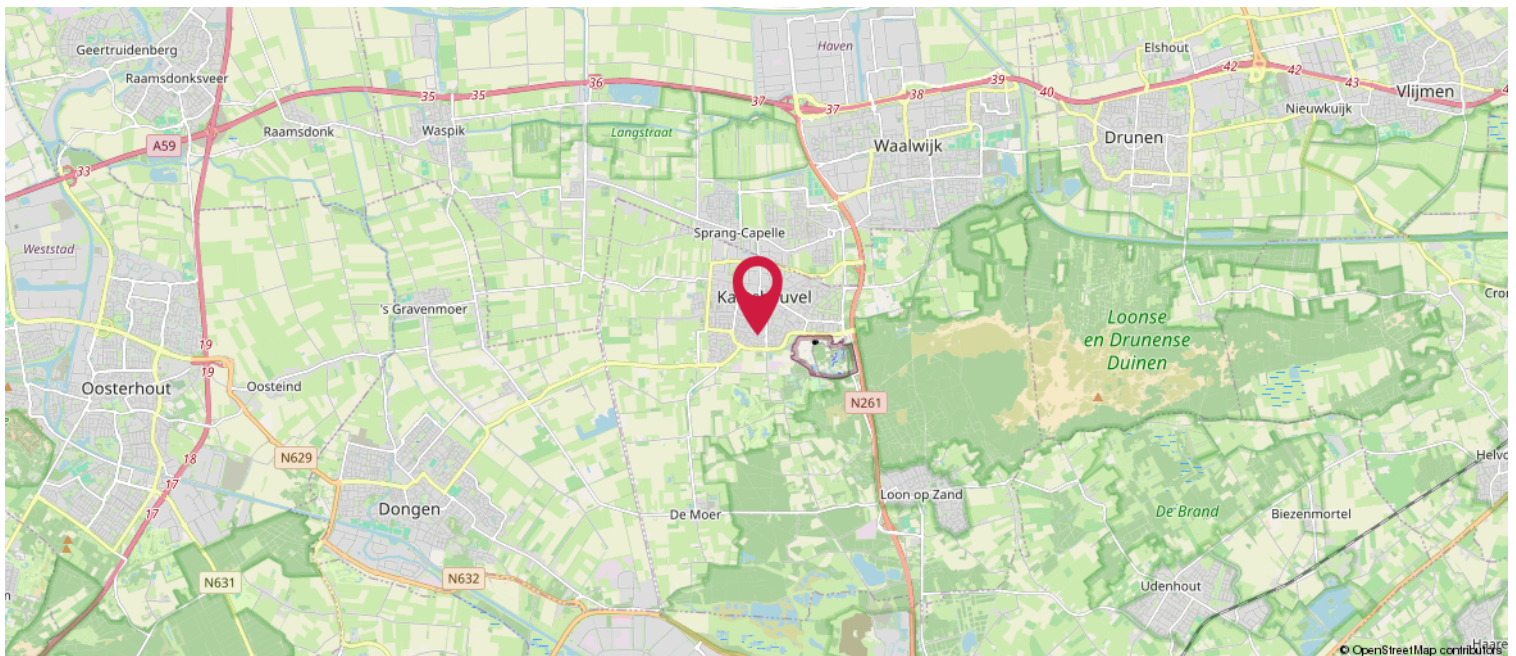 Geertruidenberg
Raamsdonksveer
Haven
Elshout
42
42
43
36
39
35
35
37
37
38
40
Nieuwkuijk
Vlijmen
Raamsdonk
Waspik
Langstraat
Waalwijk
Drunen
A59
33
Sprang-Capelle
Weststad
's Gravenmoer
Loonse
en Drunense
Duinen
19
19
Oosterhout
Oosteind
N261
18
N629
17
17
Dongen
De Moer
Loon op Zand
De Brand
Biezenmortel
N631
N632
Udenhout
© OpenStreetMap contributors